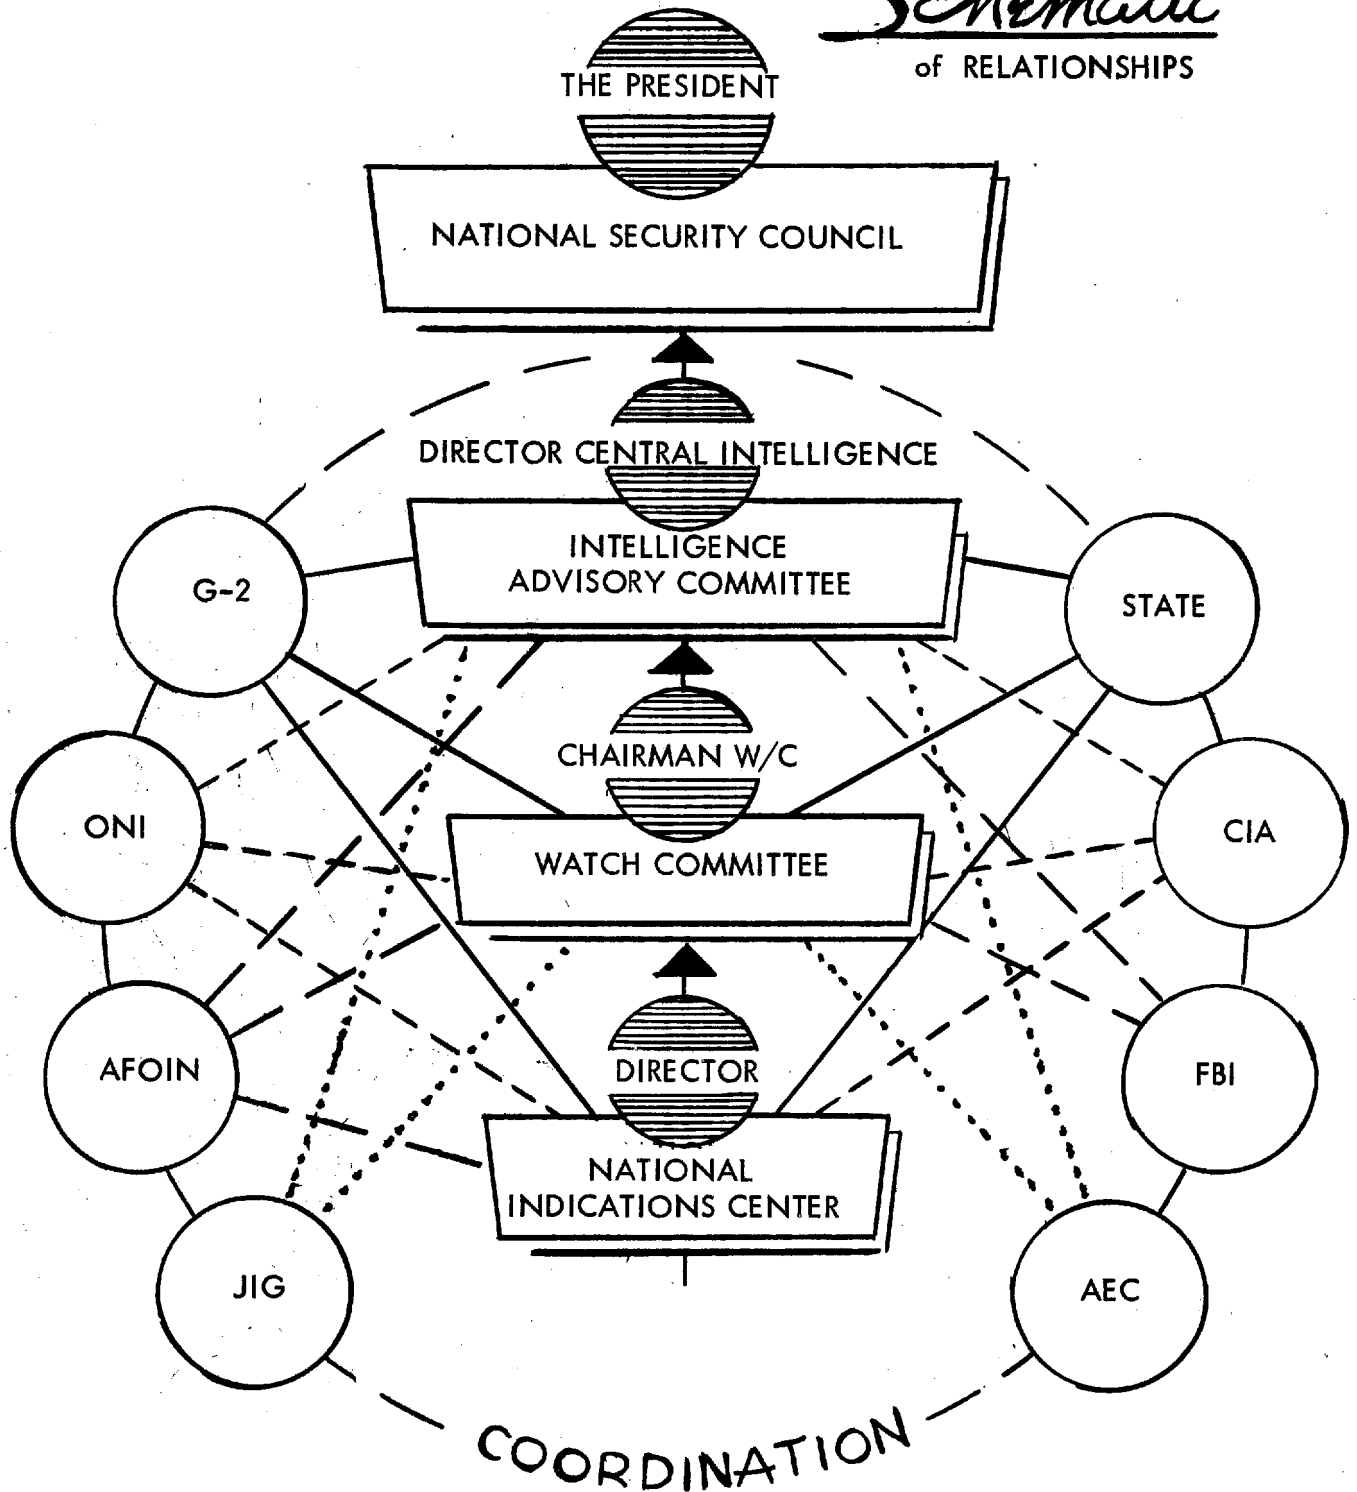 Schematic
of RELATIONSHIPS
THE PRESIDENT
NATIONAL SECURITY COUNCIL
DIRECTOR CENTRAL INTELLIGENCE
INTELLIGENCE
ADVISORY COMMITTEE
G-2
STATE
CHAIRMAN W/C
ONI
CIA
WATCH COMMITTEE
AFOIN
DIRECTOR
FBI
NATIONAL
INDICATIONS CENTER
JIG
AEC
COORDINATION